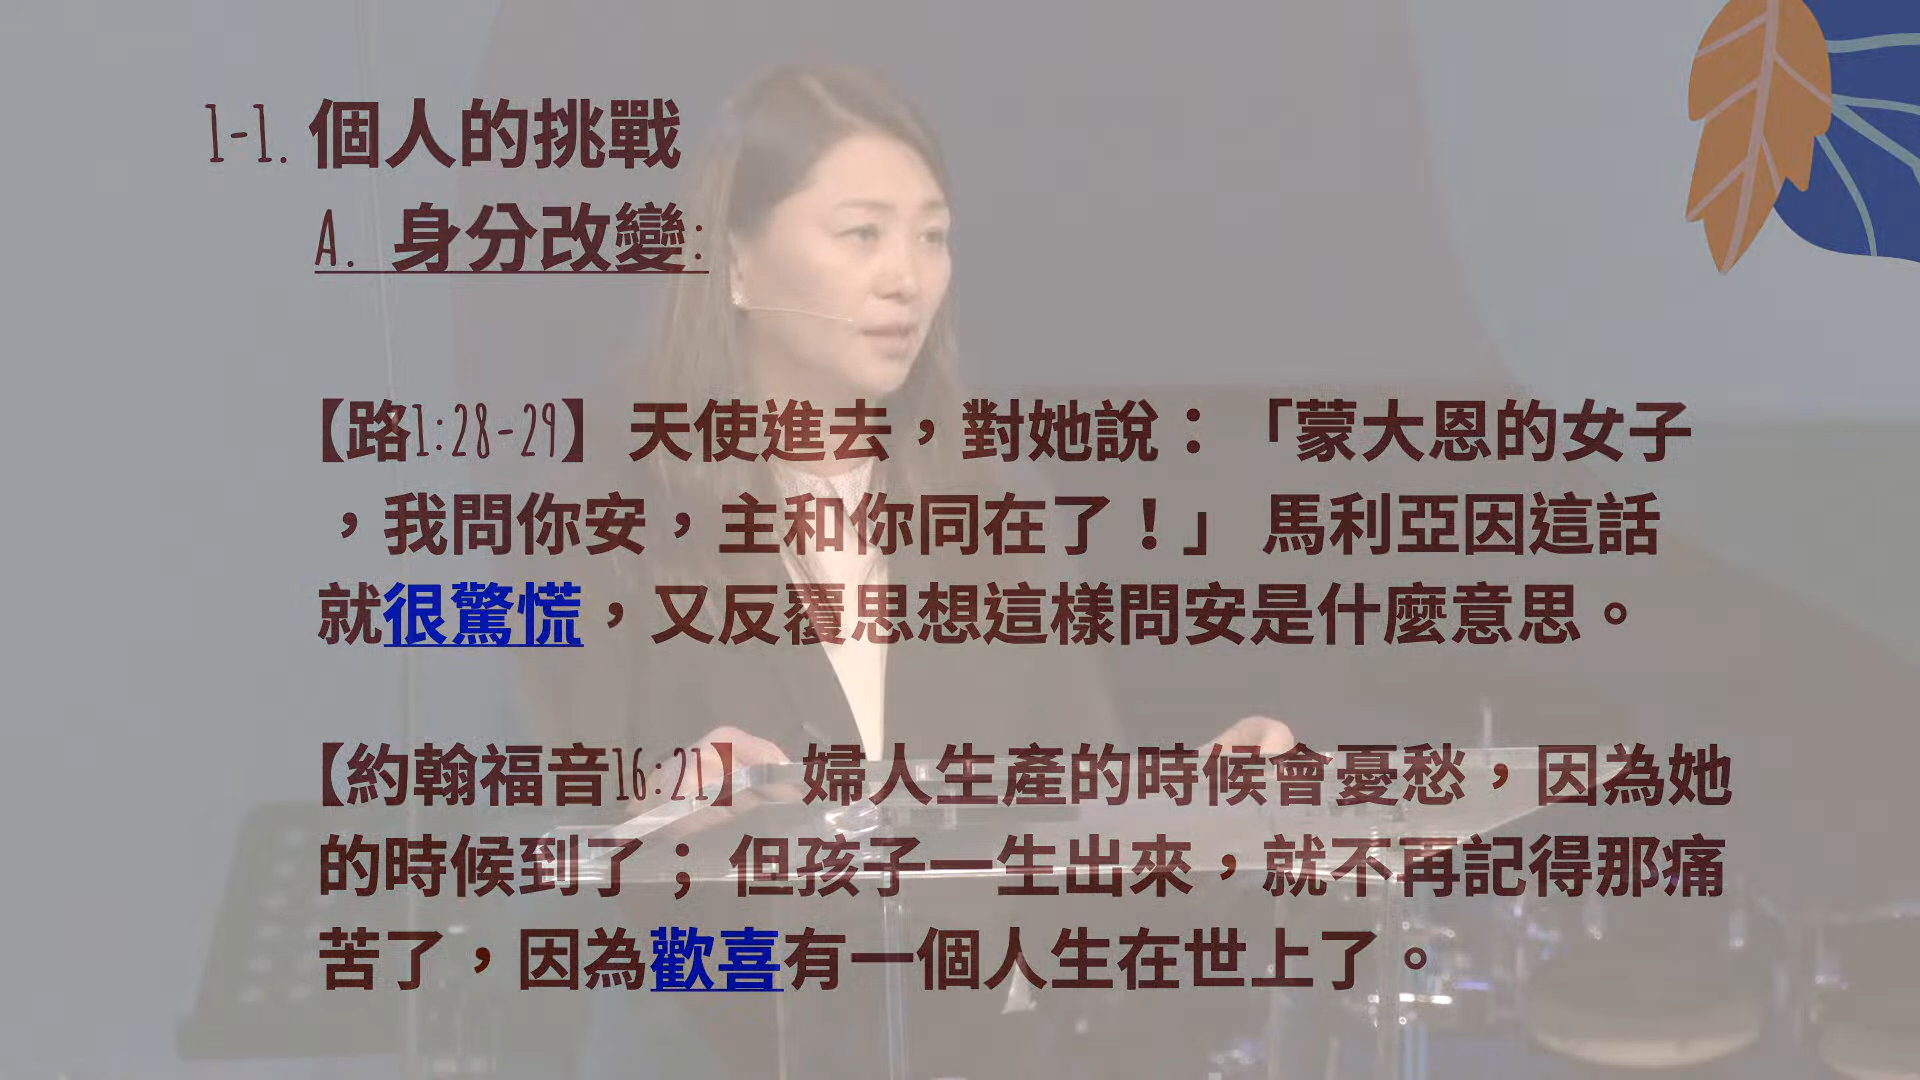 1-1. 個人的挑戰
A. 身分改變:
【路1:28-29】 天使進去，對她說：「蒙大恩的女子
，我問你安，主和你同在了！」 馬利亞因這話
就很驚慌，又反覆思想這樣問安是什麼意思。
【約翰福音16:21】 婦人生產的時候會憂愁，因為她
的時候到了；但孩子一生出來，就不再記得那痛
苦了，因為歡喜有一個人生在世上了。